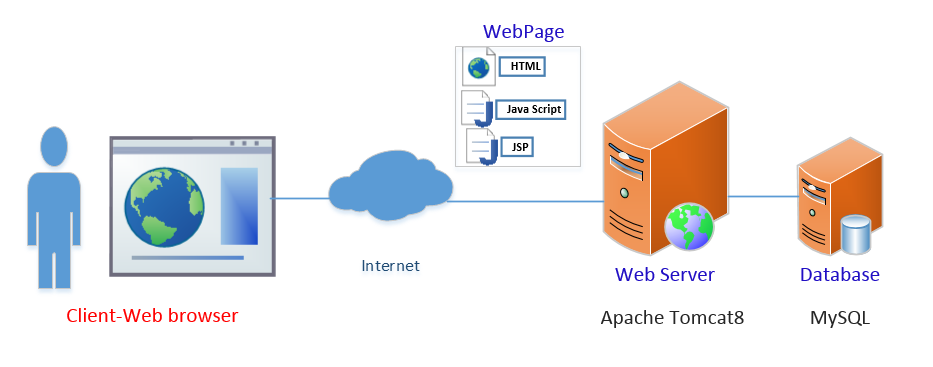 WebPage
HTML
Java Script
JSP
Internet
Web Server
Database
Client-Web browser
Apache Tomcat8
MySQL